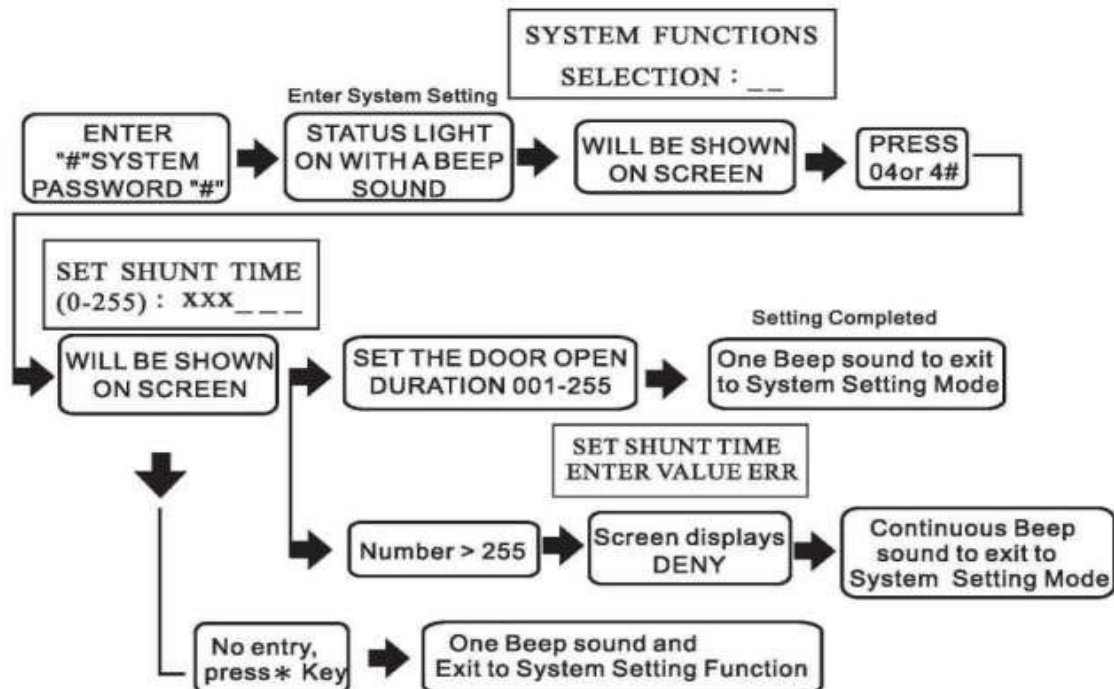 SYSTEM FUNCTIONS
SELECTION : _ _
Enter System Setting
ENTER
"#"SYSTEM
PASSWORD "#"
STATUS LIGHT
ON WITH A BEEP
SOUND
WILL BE SHOWN
ON SCREEN
PRESS
04or 4#
SET SHUNT TIME
(0-255) : XXX_ _ _
WILL BE SHOWN
ON SCREEN
SET THE DOOR OPEN
DURATION 001-255
Setting Completed
One Beep sound to exit
to System Setting Mode
SET SHUNT TIME
ENTER VALUE ERR
Number > 255
Screen displays
DENY
Continuous Beep
sound to exit to
System Setting Mode
No entry,
press* Key
One Beep sound and
Exit to System Setting Function